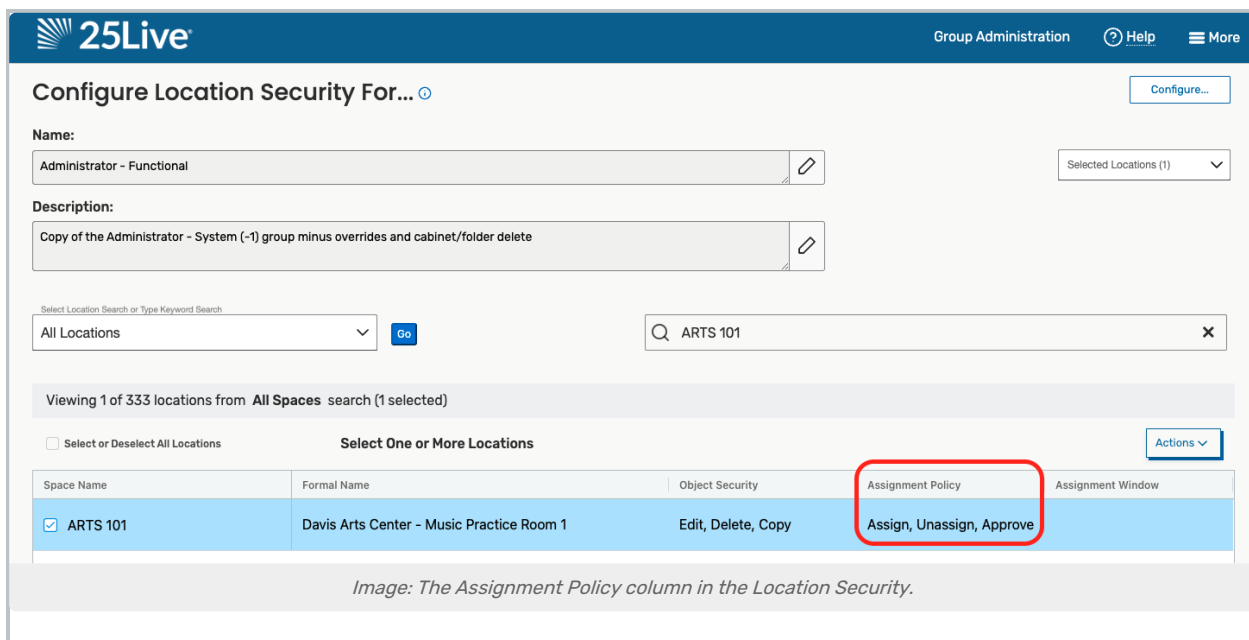 25Live
Group Administration
? Help
More
Configure Location Security For...
Configure...
Name:
Administrator - Functional
Selected Locations (1)
Description:
Copy of the Administrator - System (-1) group minus overrides and cabinet/folder delete
Select Location Search or Type Keyword Search
All Locations
Go
ARTS 101
Viewing 1 of 333 locations from All Spaces search (1 selected)
Select or Deselect All Locations
Select One or More Locations
Actions
Space Name Formal Name Object Security Assignment Policy Assignment Window
ARTS 101 Davis Arts Center - Music Practice Room 1 Edit, Delete, Copy Assign, Unassign, Approve
Image: The Assignment Policy column in the Location Security.